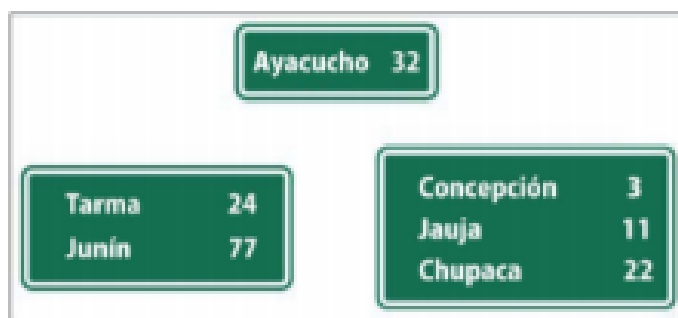 Ayacucho 32
Tarma 24
Junín 77
Concepción 3
Jauja 11
Chupaca 22